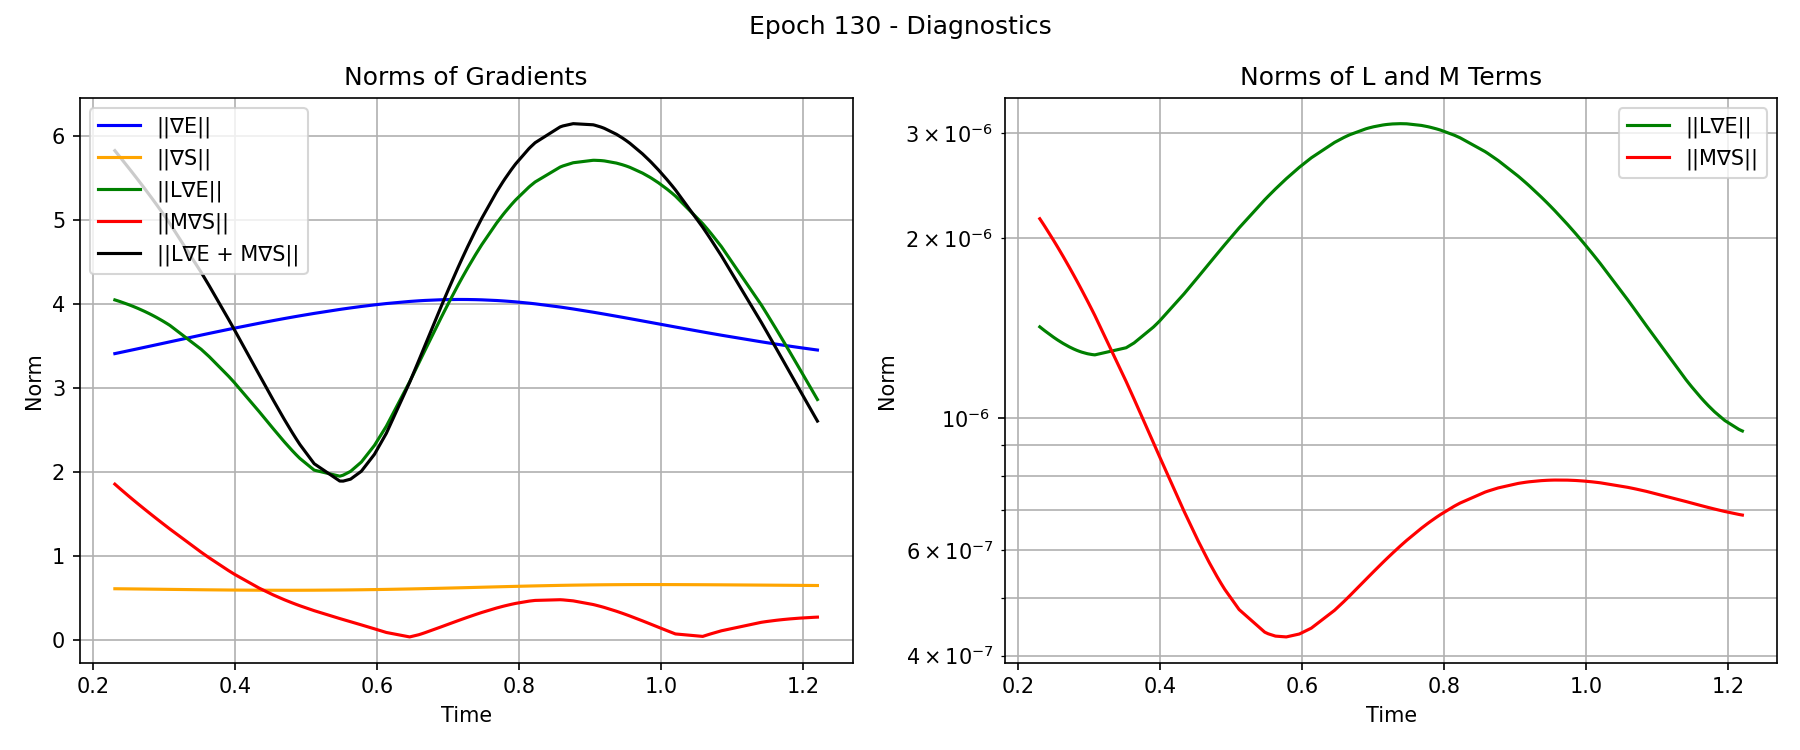 Epoch 130 - Diagnostics
Norms of Gradients
||∇E||
||∇S||
||L∇E||
||M∇S||
||L∇E + M∇S||
6
5
4
3
2
1
0
Norm
0.2 0.4 0.6 0.8 1.0 1.2
Time
Norms of L and M Terms
||L∇E||
||M∇S||
3 × 10⁻⁶
2 × 10⁻⁶
10⁻⁶
6 × 10⁻⁷
4 × 10⁻⁷
Norm
0.2 0.4 0.6 0.8 1.0 1.2
Time